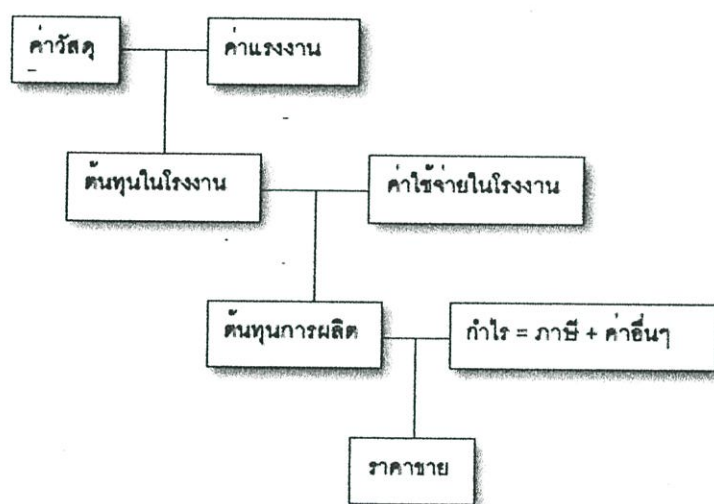 ค่าวัสดุ
ค่าแรงงาน
ต้นทุนในโรงงาน
ค่าใช้จ่ายในโรงงาน
ต้นทุนการผลิต
กำไร = ภาษี + ค่าอื่นๆ
ราคาขาย